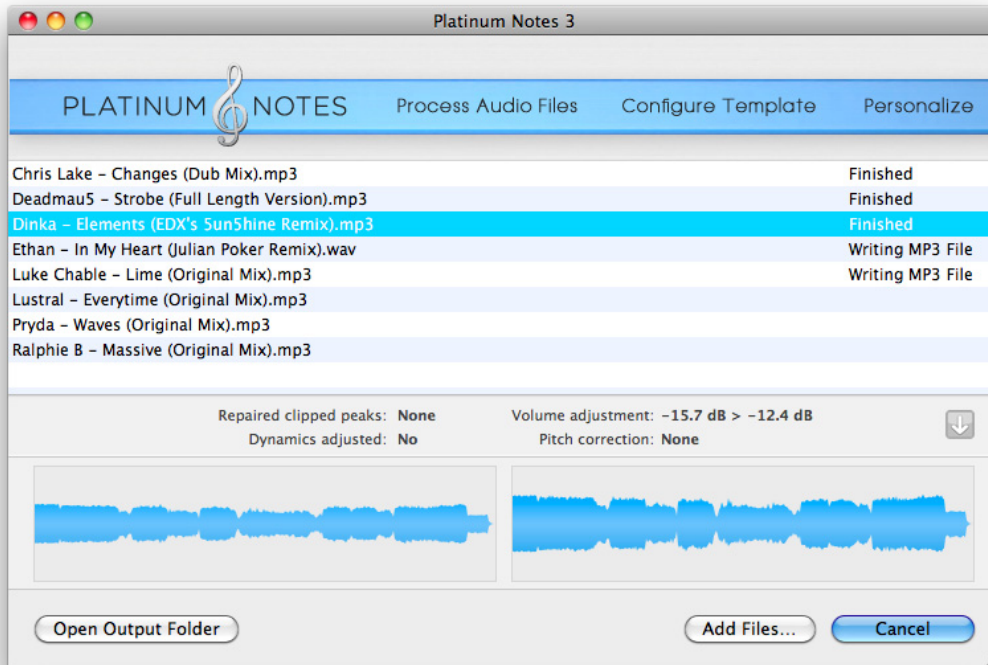 Platinum Notes 3
PLATINUM NOTES Process Audio Files Configure Template Personalize
Chris Lake – Changes (Dub Mix).mp3 Finished
Deadmau5 – Strobe (Full Length Version).mp3 Finished
Dinka – Elements (EDX's 5un5hine Remix).mp3 Finished
Ethan – In My Heart (Julian Poker Remix).wav Writing MP3 File
Luke Chable – Lime (Original Mix).mp3 Writing MP3 File
Lustral – Everytime (Original Mix).mp3
Pryda – Waves (Original Mix).mp3
Ralphie B – Massive (Original Mix).mp3
Repaired clipped peaks: None Volume adjustment: -15.7 dB > -12.4 dB
Dynamics adjusted: No Pitch correction: None
Open Output Folder Add Files... Cancel